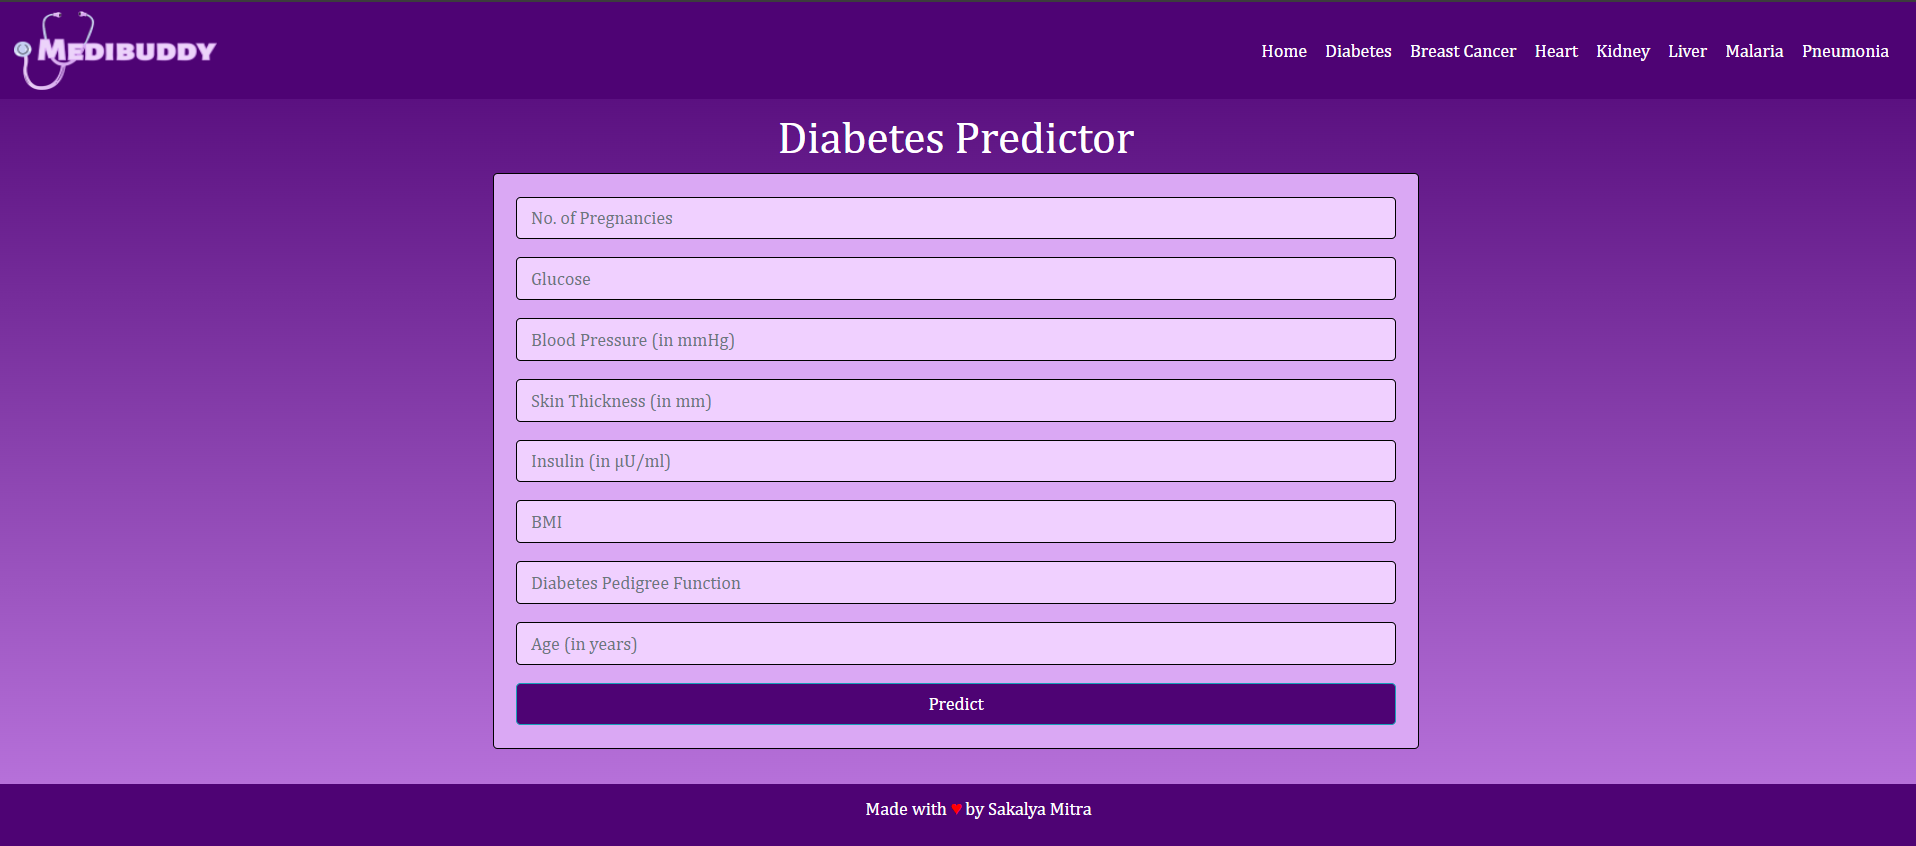 MEDIBUDDY
Home Diabetes Breast Cancer Heart Kidney Liver Malaria Pneumonia
Diabetes Predictor
No. of Pregnancies
Glucose
Blood Pressure (in mmHg)
Skin Thickness (in mm)
Insulin (in μU/ml)
BMI
Diabetes Pedigree Function
Age (in years)
Predict
Made with ♥ by Sakalya Mitra